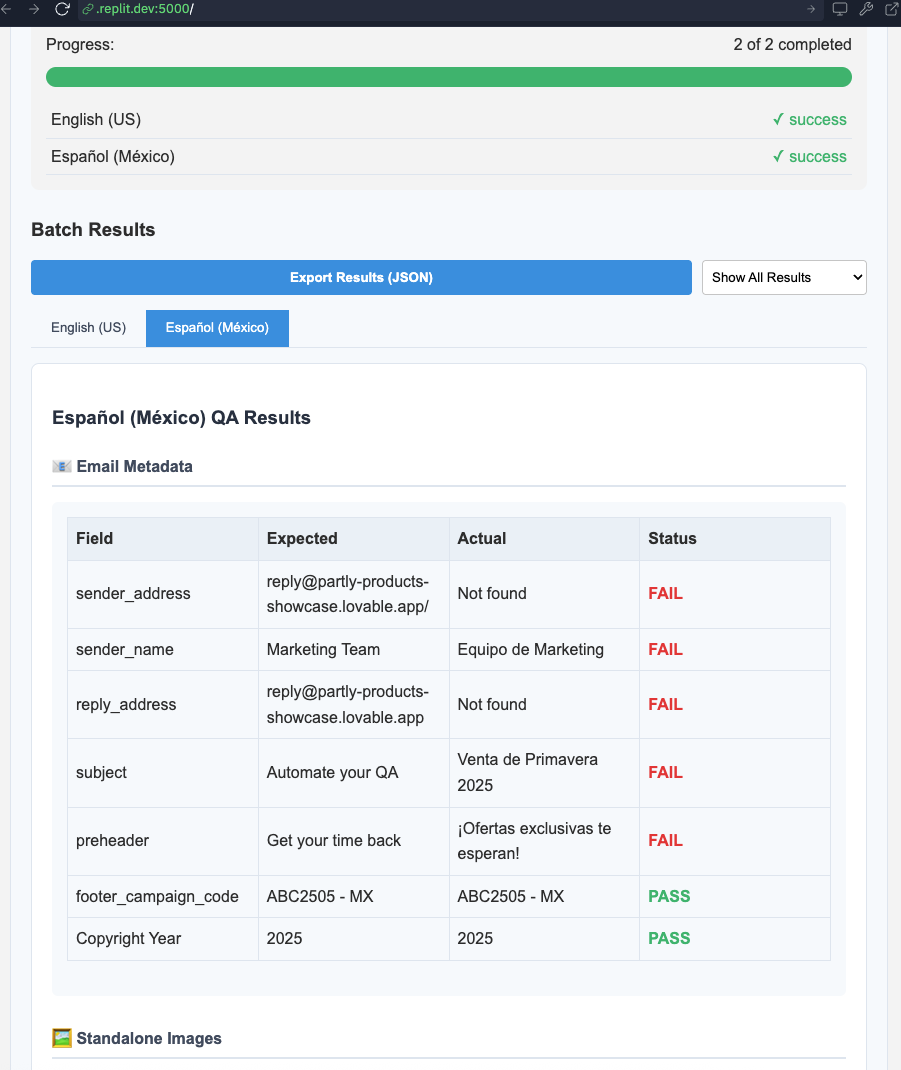 .replit.dev:5000/
Progress: 2 of 2 completed
English (US) ✓ success
Español (México) ✓ success
Batch Results
Export Results (JSON) Show All Results
English (US) Español (México)
Español (México) QA Results
Email Metadata
Field Expected Actual Status
sender_address reply@partly-products-showcase.lovable.app/ Not found FAIL
sender_name Marketing Team Equipo de Marketing FAIL
reply_address reply@partly-products-showcase.lovable.app Not found FAIL
subject Automate your QA Venta de Primavera 2025 FAIL
preheader Get your time back ¡Ofertas exclusivas te esperan! FAIL
footer_campaign_code ABC2505 - MX ABC2505 - MX PASS
Copyright Year 2025 2025 PASS
Standalone Images